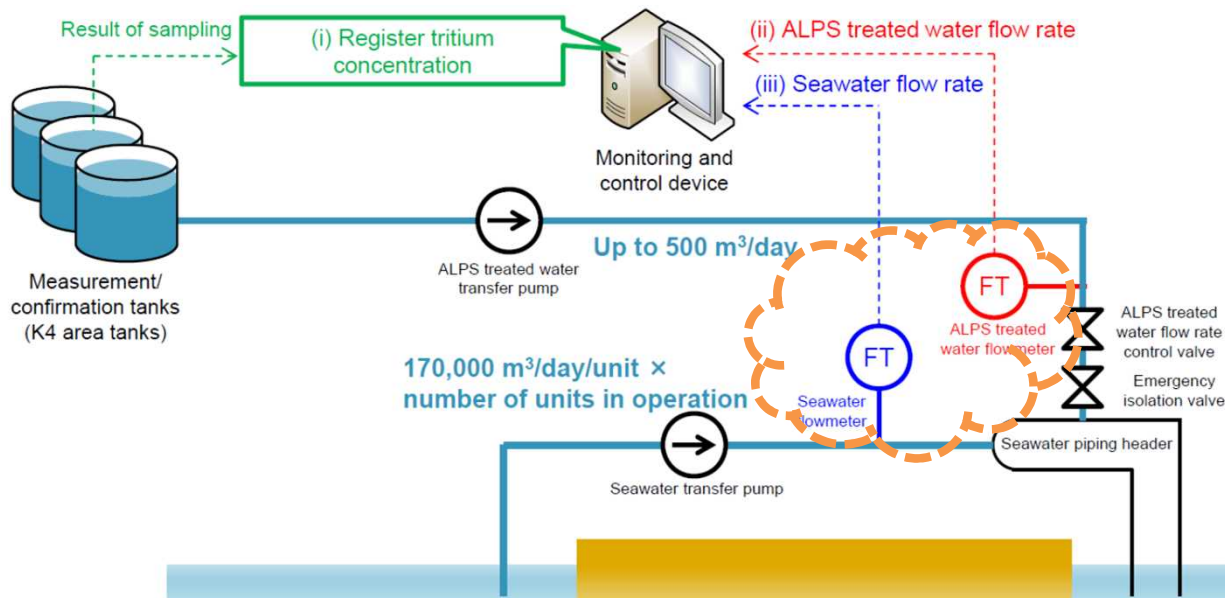 Result of sampling
(i) Register tritium
concentration
(ii) ALPS treated water flow rate
(iii) Seawater flow rate
Monitoring and
control device
Measurement/
confirmation tanks
(K4 area tanks)
ALPS treated water
transfer pump
Up to 500 m³/day
FT
ALPS treated
water flowmeter
ALPS treated
water flow rate
control valve
FT
Seawater
flowmeter
Emergency
isolation valve
170,000 m³/day/unit ×
number of units in operation
Seawater transfer pump
Seawater piping header